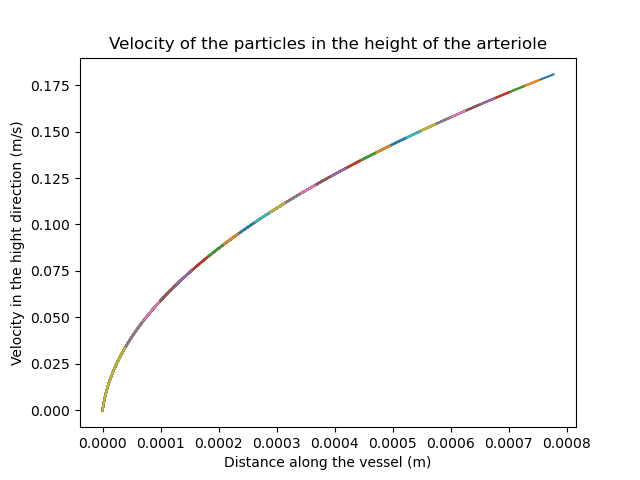 Velocity of the particles in the height of the arteriole
0.175
0.150
0.125
0.100
0.075
0.050
0.025
0.000
Velocity in the hight direction (m/s)
0.0000 0.0001 0.0002 0.0003 0.0004 0.0005 0.0006 0.0007 0.0008
Distance along the vessel (m)